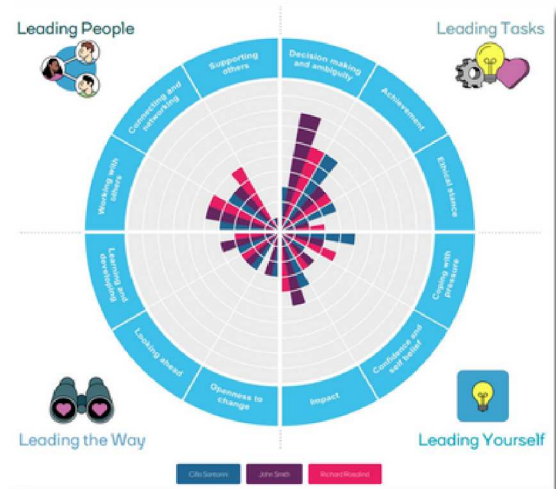 Leading People
Leading Tasks
Supporting
others
Decision making
and ambiguity
Connecting and
networking
Achievement
Working with
others
Ethical stance
Learning and
developing
Coping with
pressure
Looking ahead
Confidence and
self belief
Openness to
change
Impact
Leading the Way
Leading Yourself
John Smith
Richard